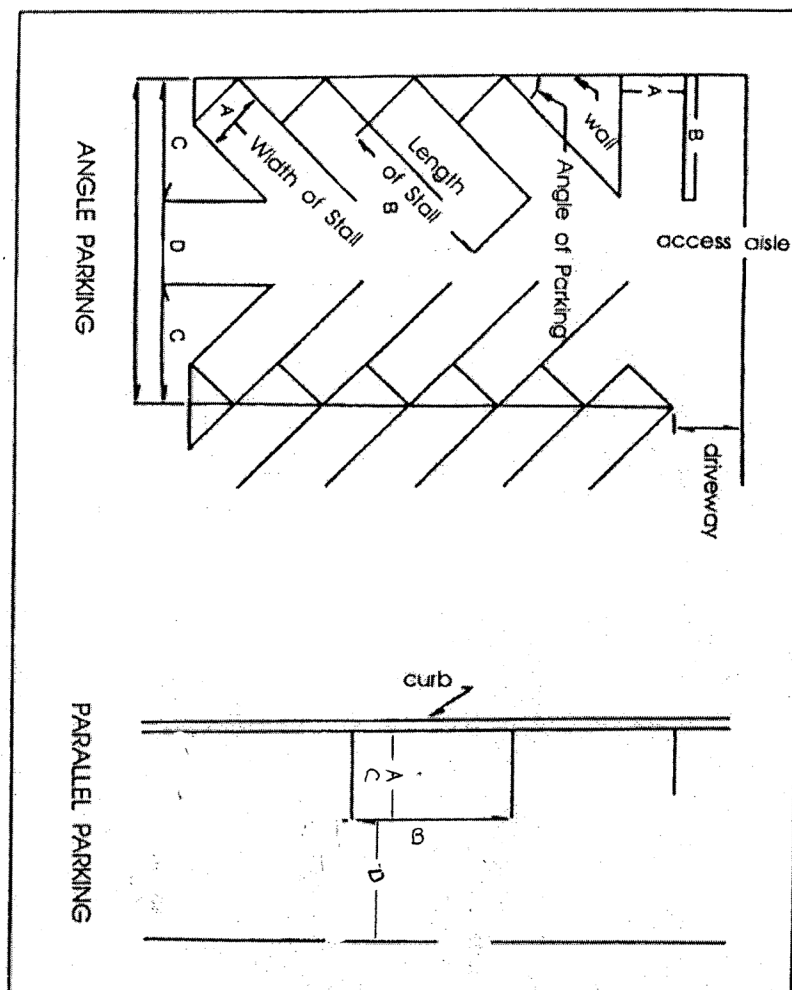 A
B
wall
A
Length
of Stall
B
Width of Stall
Angle of Parking
access aisle
C
D
C
ANGLE PARKING
driveway
curb
A
C
B
D
PARALLEL PARKING